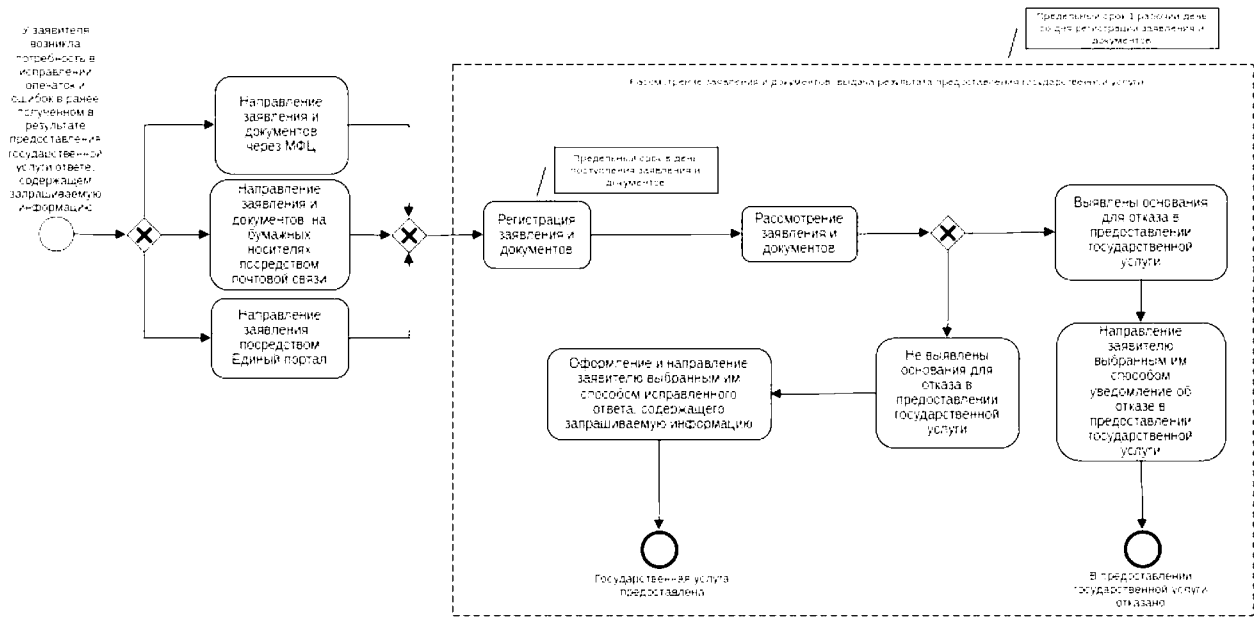 У заявителя
возникла
потребность в
исправлении
опечаток и
ошибок в ранее
полученном в
результате
предоставления
государственной
услуги ответе,
содержащем
запрашиваемую
информацию
Направление
заявления и
документов
через МФЦ
Направление
заявления и
документов на
бумажных
носителях
посредством
почтовой связи
Направление
заявления
посредством
Единый портал
Предельный срок 1 рабочий день
со дня регистрации заявления и
документов
Рассмотрение заявления и документов, выдача результата предоставления государственной услуги
Предельный срок в день
поступления заявления и
документов
Регистрация
заявления и
документов
Рассмотрение
заявления и
документов
Выявлены основания
для отказа в
предоставлении
государственной
услуги
Не выявлены
основания для
отказа в
предоставлении
государственной
услуги
Оформление и направление
заявителю выбранным им
способом исправленного
ответа, содержащего
запрашиваемую информацию
Направление
заявителю
выбранным им
способом
уведомление об
отказе в
предоставлении
государственной
услуги
Государственная услуга
предоставлена
В предоставлении
государственной услуги
отказано